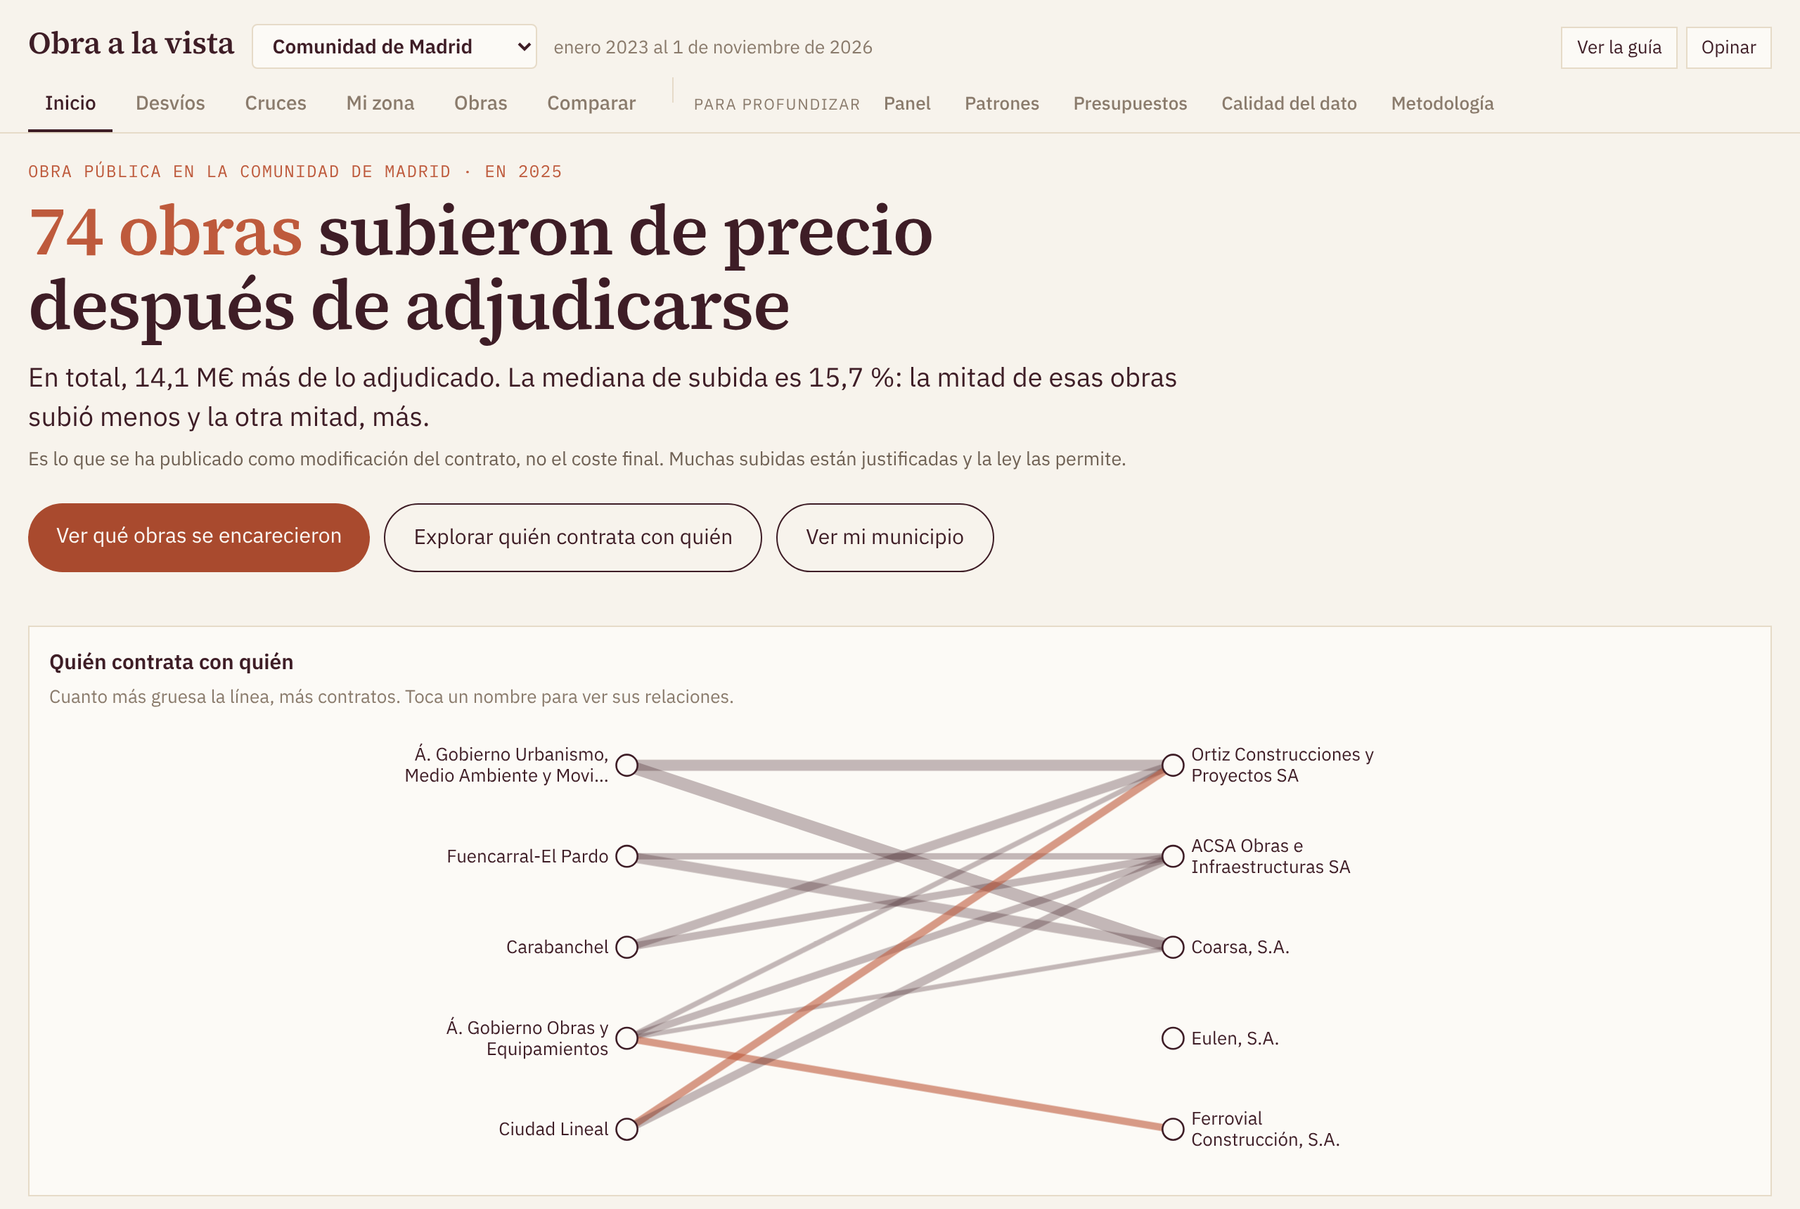 Obra a la vista
Comunidad de Madrid
enero 2023 al 1 de noviembre de 2026
Ver la guía
Opinar
Inicio
Desvíos
Cruces
Mi zona
Obras
Comparar
PARA PROFUNDIZAR
Panel
Patrones
Presupuestos
Calidad del dato
Metodología
OBRA PÚBLICA EN LA COMUNIDAD DE MADRID · EN 2025
74 obras subieron de precio
después de adjudicarse
En total, 14,1 M€ más de lo adjudicado. La mediana de subida es 15,7 %: la mitad de esas obras
subió menos y la otra mitad, más.
Es lo que se ha publicado como modificación del contrato, no el coste final. Muchas subidas están justificadas y la ley las permite.
Ver qué obras se encarecieron
Explorar quién contrata con quién
Ver mi municipio
Quién contrata con quién
Cuanto más gruesa la línea, más contratos. Toca un nombre para ver sus relaciones.
Á. Gobierno Urbanismo,
Medio Ambiente y Movi...
Ortiz Construcciones y
Proyectos SA
Fuencarral-El Pardo
ACSA Obras e
Infraestructuras SA
Carabanchel
Coarsa, S.A.
Á. Gobierno Obras y
Equipamientos
Eulen, S.A.
Ciudad Lineal
Ferrovial
Construcción, S.A.